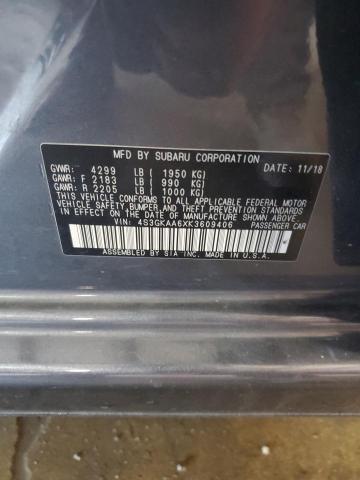 MFD BY SUBARU CORPORATION
DATE: 11/18
GVWR: 4299 LB ( 1950 KG)
GAWR: F 2183 LB ( 990 KG)
GAWR: R 2205 LB ( 1000 KG)
THIS VEHICLE CONFORMS TO ALL APPLICABLE FEDERAL MOTOR
VEHICLE SAFETY, BUMPER, AND THEFT PREVENTION STANDARDS
IN EFFECT ON THE DATE OF MANUFACTURE SHOWN ABOVE.
VIN: 4S3GKAA6XK3609406 PASSENGER CAR
ASSEMBLED BY SIA INC. MADE IN U.S.A.